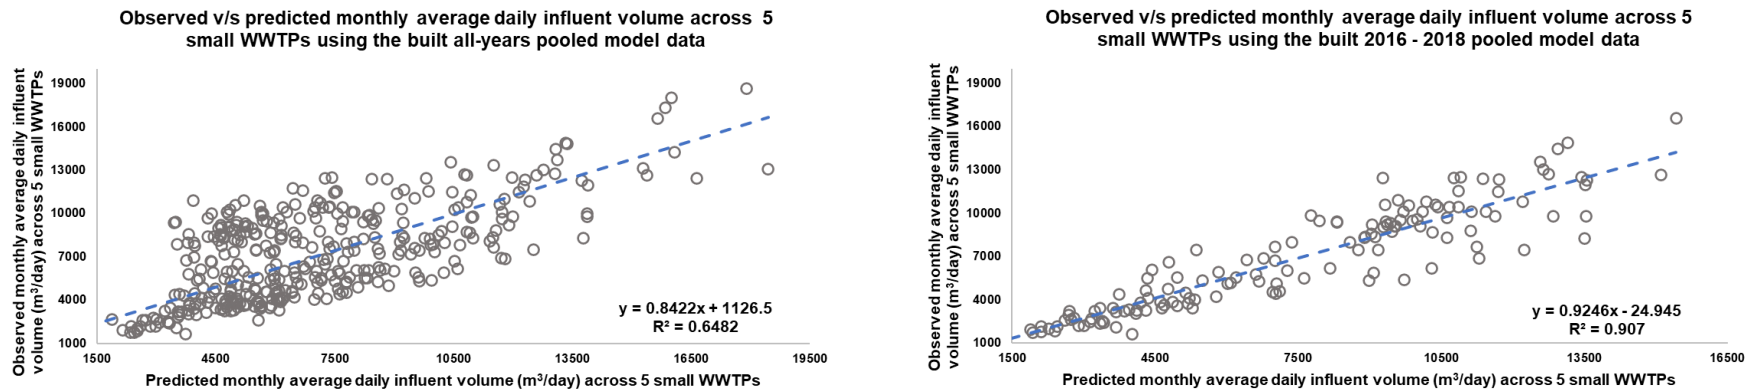 Observed v/s predicted monthly average daily influent volume across 5
small WWTPs using the built all-years pooled model data
Observed monthly average daily influent
volume (m³/day) across 5 small WWTPs
19000
16000
13000
10000
7000
4000
1000
y = 0.8422x + 1126.5
R² = 0.6482
1500
4500
7500
10500
13500
16500
19500
Predicted monthly average daily influent volume (m³/day) across 5 small WWTPs
Observed v/s predicted monthly average daily influent volume across 5
small WWTPs using the built 2016 - 2018 pooled model data
Observed monthly average daily influent
volume (m³/day) across 5 small WWTPs
19000
16000
13000
10000
7000
4000
1000
y = 0.9246x - 24.945
R² = 0.907
1500
4500
7500
10500
13500
16500
Predicted monthly average daily influent volume (m³/day) across 5 small WWTPs